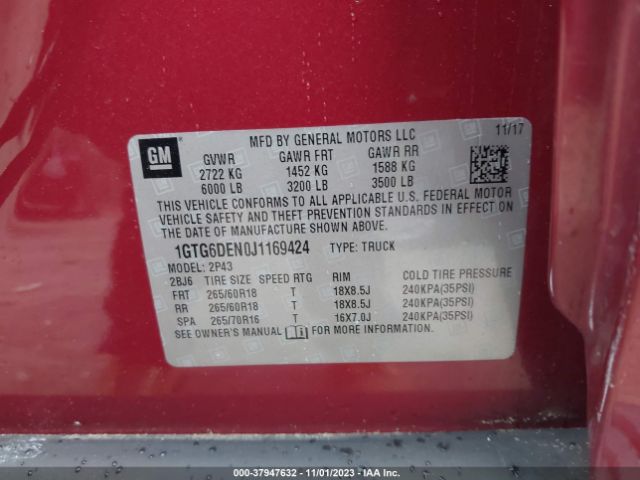 GM
MFD BY GENERAL MOTORS LLC 11/17
GVWR GAWR FRT GAWR RR
2722 KG 1452 KG 1588 KG
6000 LB 3200 LB 3500 LB
THIS VEHICLE CONFORMS TO ALL APPLICABLE U.S. FEDERAL MOTOR
VEHICLE SAFETY AND THEFT PREVENTION STANDARDS IN EFFECT ON
THE DATE OF MANUFACTURE SHOWN ABOVE.
1GTG6DEN0J1169424 TYPE: TRUCK
MODEL: 2P43
2BJ6 TIRE SIZE SPEED RTG RIM COLD TIRE PRESSURE
FRT 265/60R18 T 18X8.5J 240KPA(35PSI)
RR 265/60R18 T 18X8.5J 240KPA(35PSI)
SPA 265/70R16 T 16X7.0J 240KPA(35PSI)
SEE OWNER'S MANUAL FOR MORE INFORMATION.
STOCK: 37947632 - 11/01/2023 - © IAA Inc.